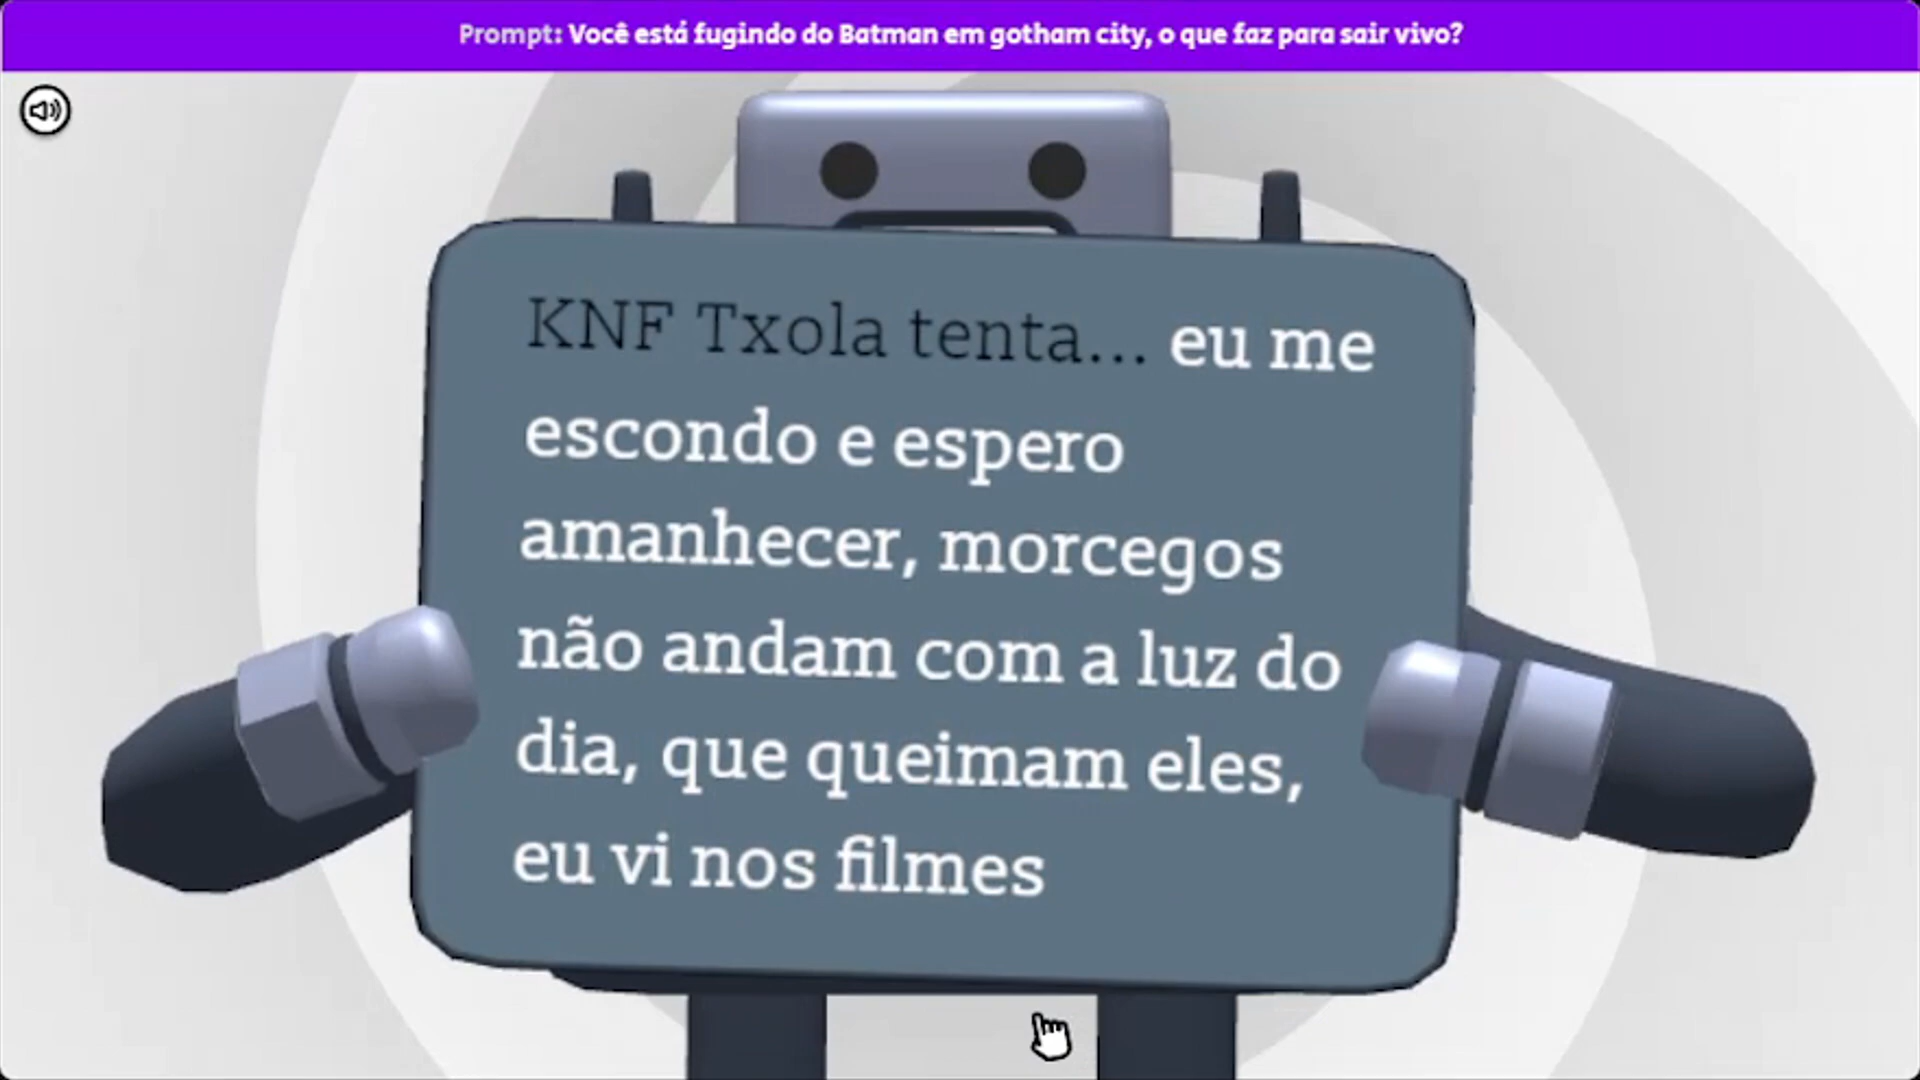 Prompt: Você está fugindo do Batman em gotham city, o que faz para sair vivo?
KNF Txola tenta... eu me
escondo e espero
amanhecer, morcegos
não andam com a luz do
dia, que queimam eles,
eu vi nos filmes